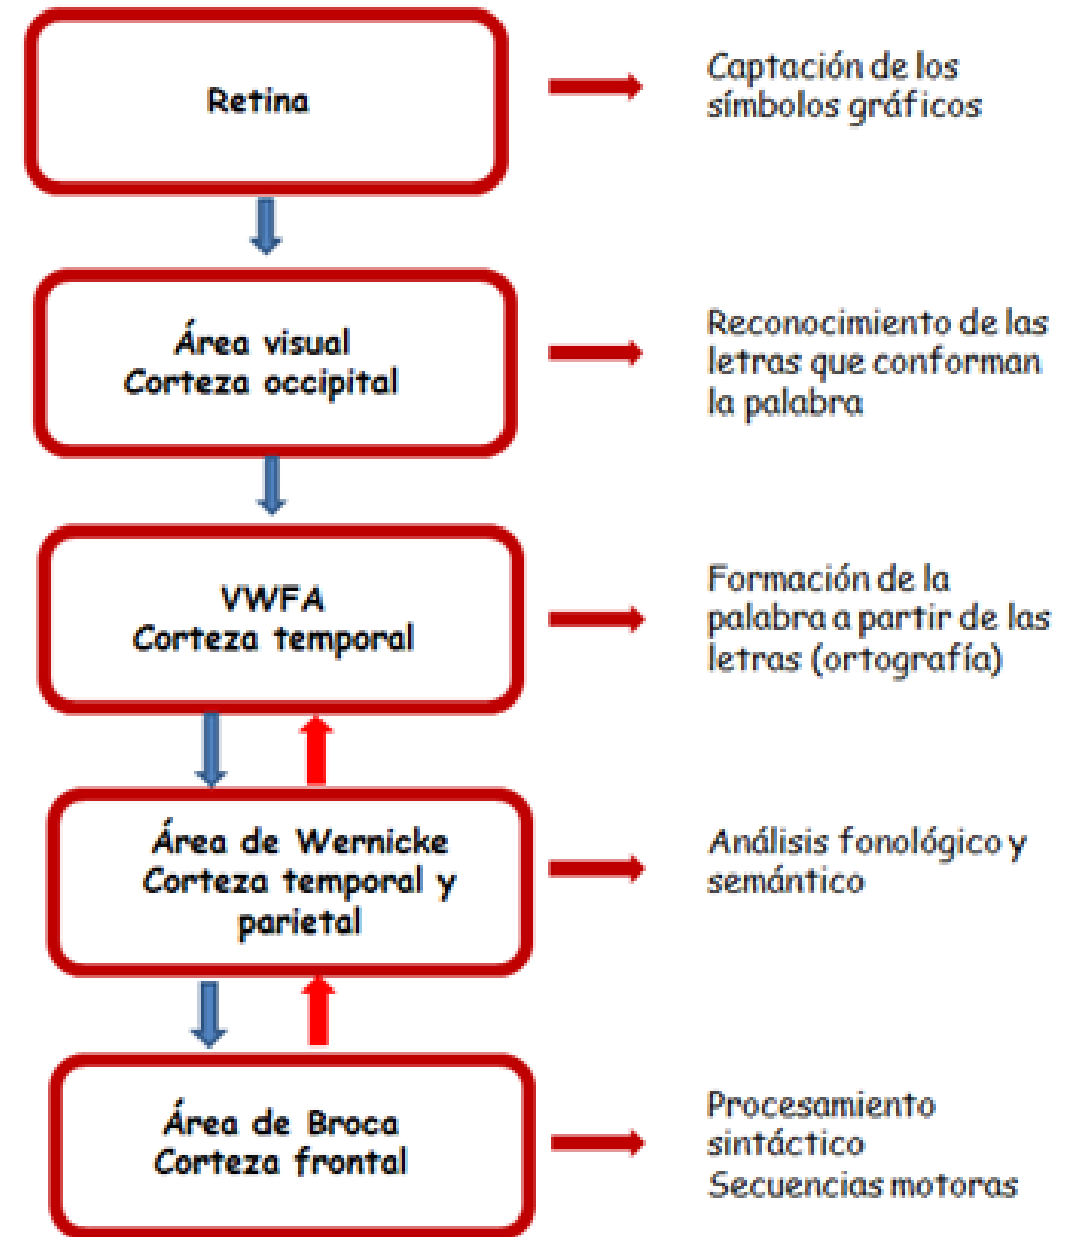 Retina
Captación de los
símbolos gráficos
Área visual
Corteza occipital
Reconocimiento de las
letras que conforman
la palabra
VWFA
Corteza temporal
Formación de la
palabra a partir de las
letras (ortografía)
Área de Wernicke
Corteza temporal y
parietal
Análisis fonológico y
semántico
Área de Broca
Corteza frontal
Procesamiento
sintáctico
Secuencias motoras